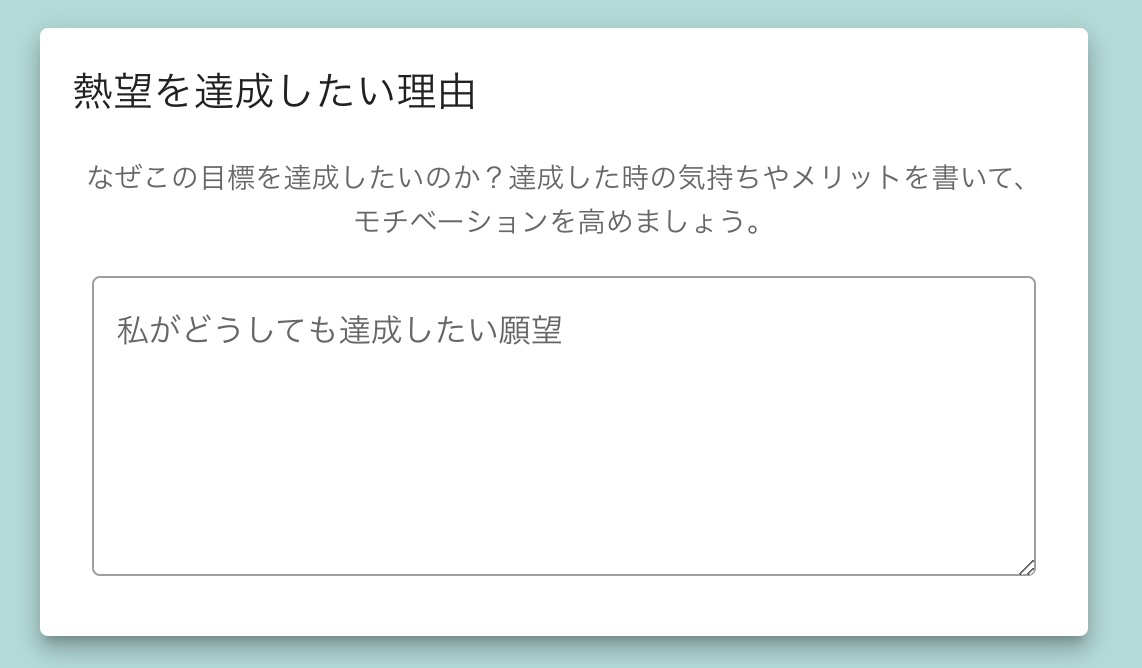 熱望を達成したい理由
なぜこの目標を達成したいのか？達成した時の気持ちやメリットを書いて、
モチベーションを高めましょう。
私がどうしても達成したい願望